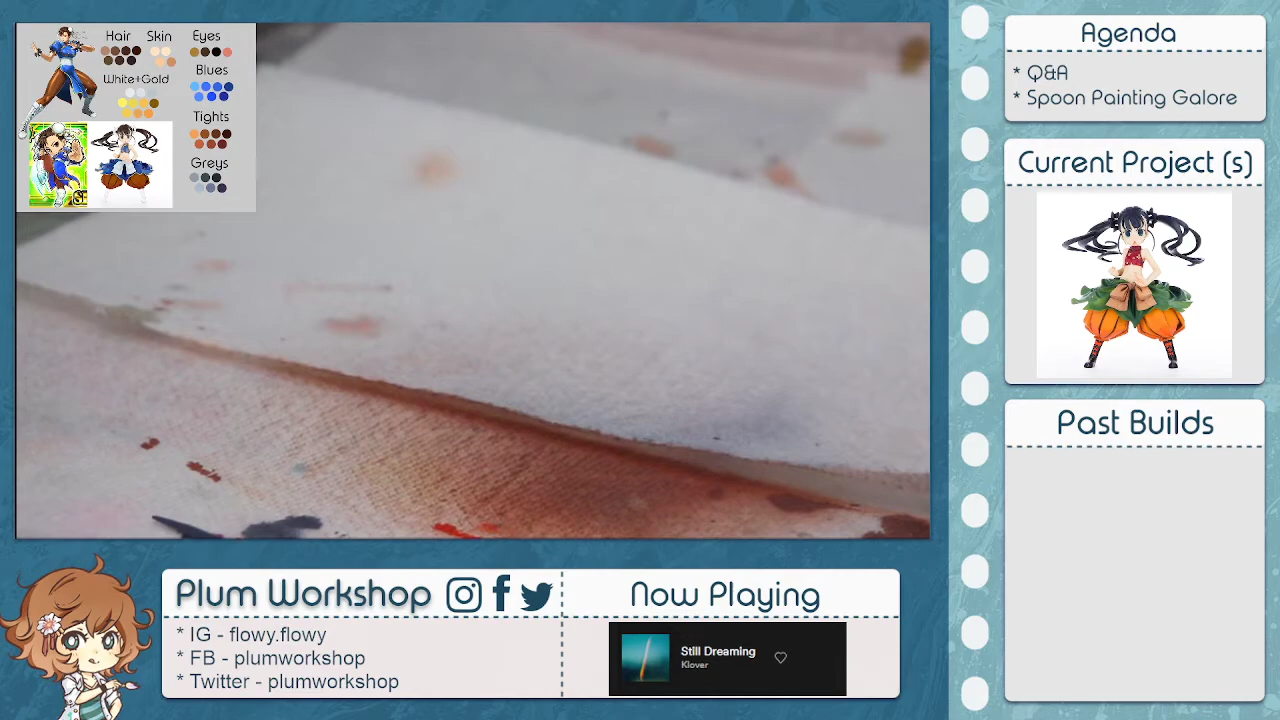 Hair Skin Eyes
White+Gold
Blues
Tights
Greys
Agenda
* Q&A
* Spoon Painting Galore
Current Project (s)
Past Builds
Plum Workshop
* IG - flowy.flowy
* FB - plumworkshop
* Twitter - plumworkshop
Now Playing
Still Dreaming
Klover